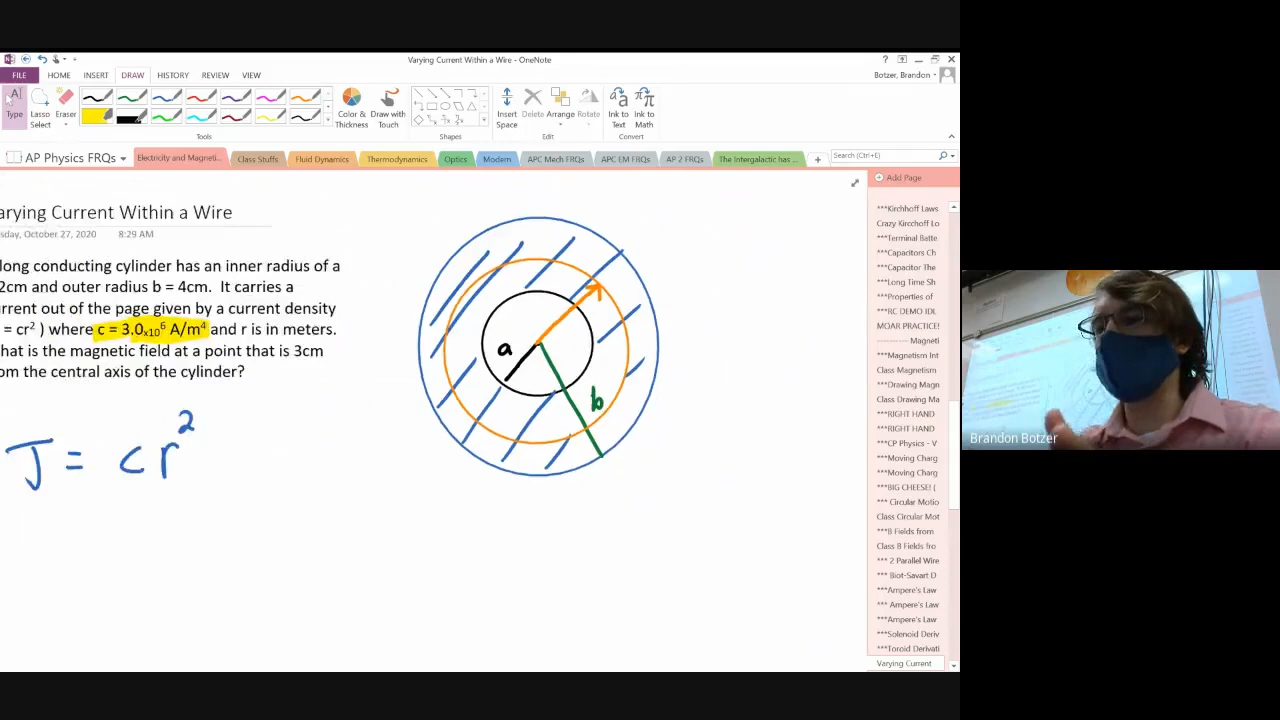 Varying Current Within a Wire - OneNote
Botzer, Brandon
FILE HOME INSERT DRAW HISTORY REVIEW VIEW
Type Lasso Select Eraser Color & Thickness Draw with Touch Insert Space Delete Arrange Rotate Ink to Text Ink to Math
Tools Shapes Edit Convert
AP Physics FRQs Electricity and Magneti... Class Stuffs Fluid Dynamics Thermodynamics Optics Modern APC Mech FRQs APC EM FRQs AP 2 FRQs The Intergalactic has ... Search (Ctrl+E)
Add Page
arying Current Within a Wire
sday, October 27, 2020 8:29 AM
long conducting cylinder has an inner radius of a
2cm and outer radius b = 4cm. It carries a
rrent out of the page given by a current density
= cr² ) where c = 3.0x10⁶ A/m⁴ and r is in meters.
hat is the magnetic field at a point that is 3cm
om the central axis of the cylinder?
J = cr²
a
b
***Kirchhoff Laws
Crazy Kircchoff Lo
***Terminal Batte
***Capacitors Ch
***Capacitor The
***Long Time Sh
***Properties of
***RC DEMO IDL
MOAR PRACTICE!
---------- Magneti
***Magnetism Int
Class Magnetism
***Drawing Magn
Class Drawing Ma
***RIGHT HAND
***RIGHT HAND
***CP Physics - V
***Moving Charg
***Moving Charg
***BIG CHEESE! (
*** Circular Motio
Class Circular Mot
***B Fields from
Class B Fields fro
*** 2 Parallel Wire
*** Biot-Savart D
***Ampere's Law
*** Ampere's Law
***Ampere's Law
***Solenoid Deriv
***Toroid Derivati
Varying Current
Brandon Botzer